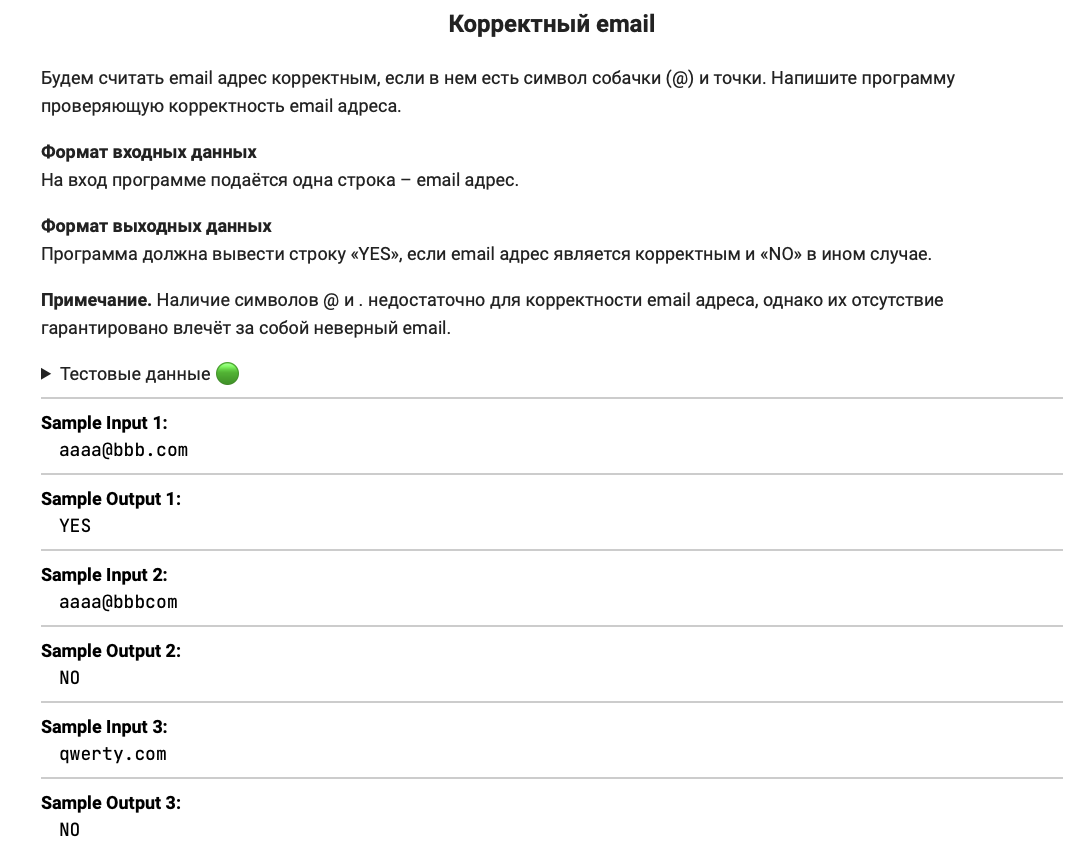 Корректный email
Будем считать email адрес корректным, если в нем есть символ собачки (@) и точки. Напишите программу
проверяющую корректность email адреса.
Формат входных данных
На вход программе подаётся одна строка – email адрес.
Формат выходных данных
Программа должна вывести строку «YES», если email адрес является корректным и «NO» в ином случае.
Примечание. Наличие символов @ и . недостаточно для корректности email адреса, однако их отсутствие
гарантировано влечёт за собой неверный email.
Тестовые данные
Sample Input 1:
aaaa@bbb.com
Sample Output 1:
YES
Sample Input 2:
aaaa@bbbcom
Sample Output 2:
NO
Sample Input 3:
qwerty.com
Sample Output 3:
NO